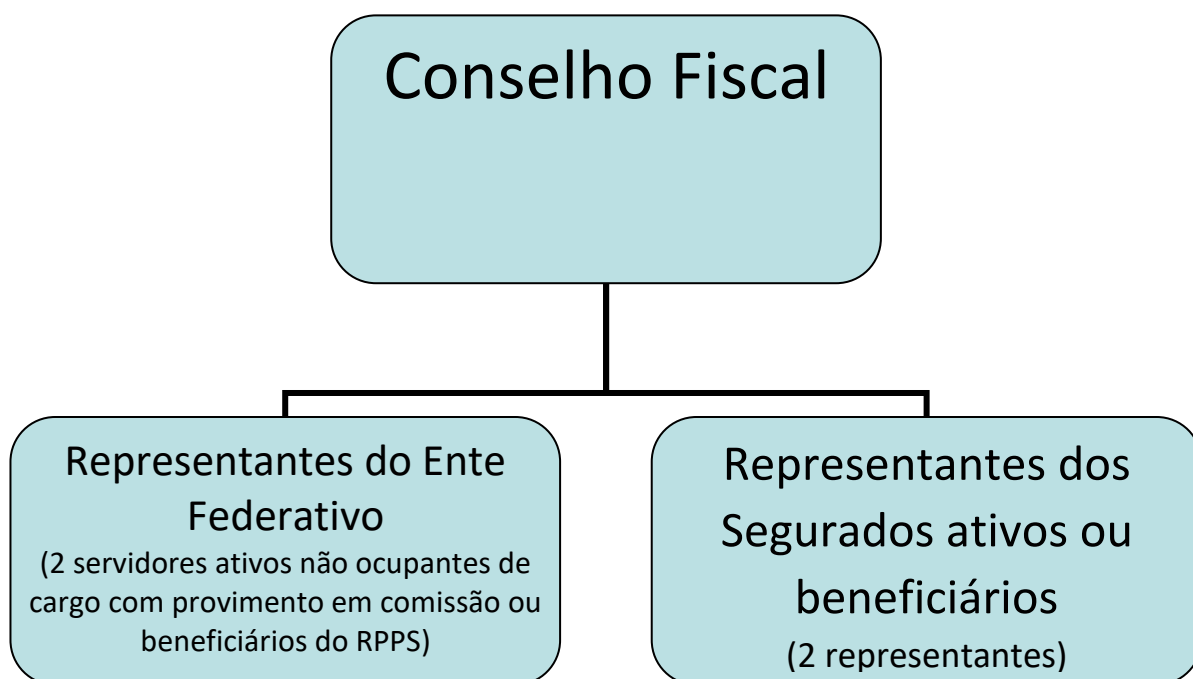 Conselho Fiscal
Representantes do Ente
Federativo
(2 servidores ativos não ocupantes de
cargo com provimento em comissão ou
beneficiários do RPPS)
Representantes dos
Segurados ativos ou
beneficiários
(2 representantes)